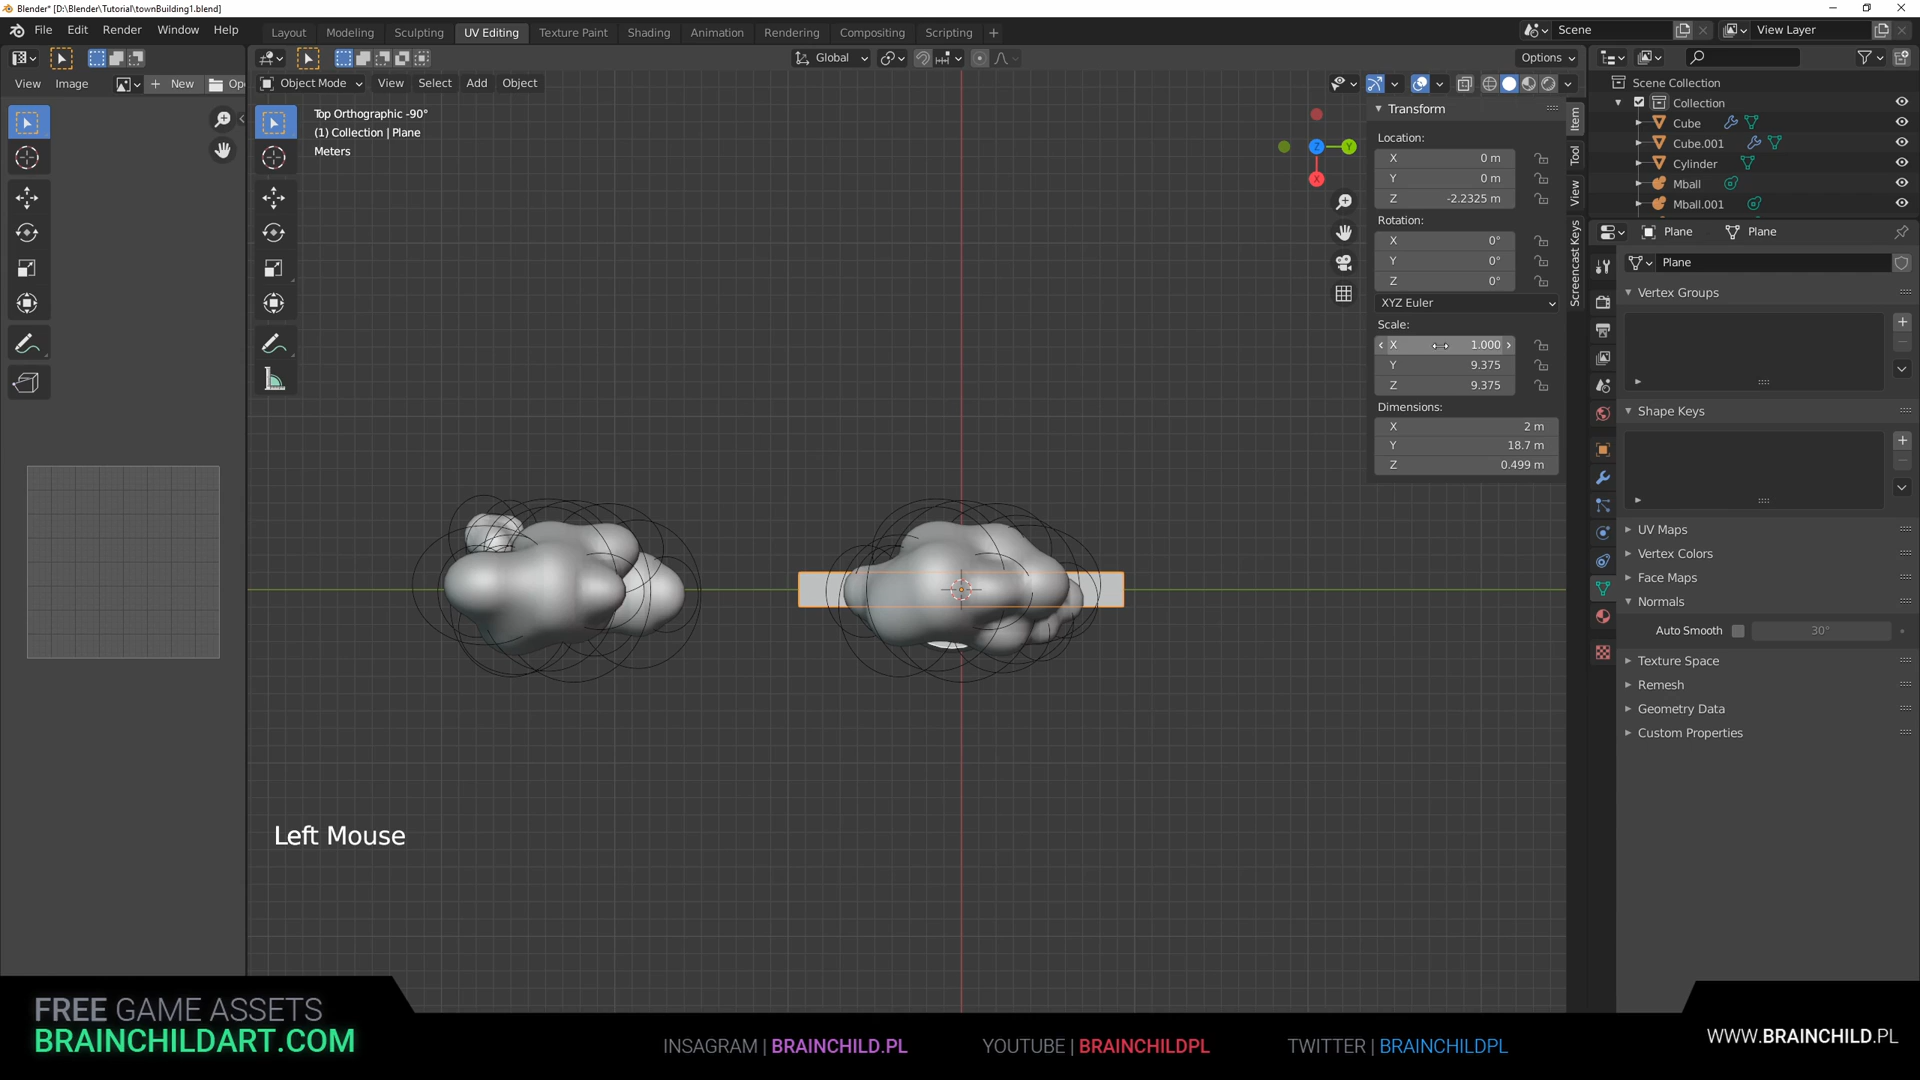 Blender* [D:\Blender\Tutorial\townBuilding1.blend]
File Edit Render Window Help
Layout Modeling Sculpting UV Editing Texture Paint Shading Animation Rendering Compositing Scripting +
Scene
View Layer
Global
Options
View Image
+ New
Op
Object Mode View Select Add Object
Top Orthographic -90°
(1) Collection | Plane
Meters
Z
Y
X
Transform
Location:
X 0 m
Y 0 m
Z -2.2325 m
Rotation:
X 0°
Y 0°
Z 0°
XYZ Euler
Scale:
X 1.000
Y 9.375
Z 9.375
Dimensions:
X 2 m
Y 18.7 m
Z 0.499 m
Item
Tool
View
Screencast Keys
Scene Collection
Collection
Cube
Cube.001
Cylinder
Mball
Mball.001
Plane Plane
Plane
Vertex Groups
Shape Keys
UV Maps
Vertex Colors
Face Maps
Normals
Auto Smooth 30°
Texture Space
Remesh
Geometry Data
Custom Properties
Left Mouse
FREE GAME ASSETS
BRAINCHILDART.COM
INSAGRAM | BRAINCHILD.PL
YOUTUBE | BRAINCHILDPL
TWITTER | BRAINCHILDPL
WWW.BRAINCHILD.PL